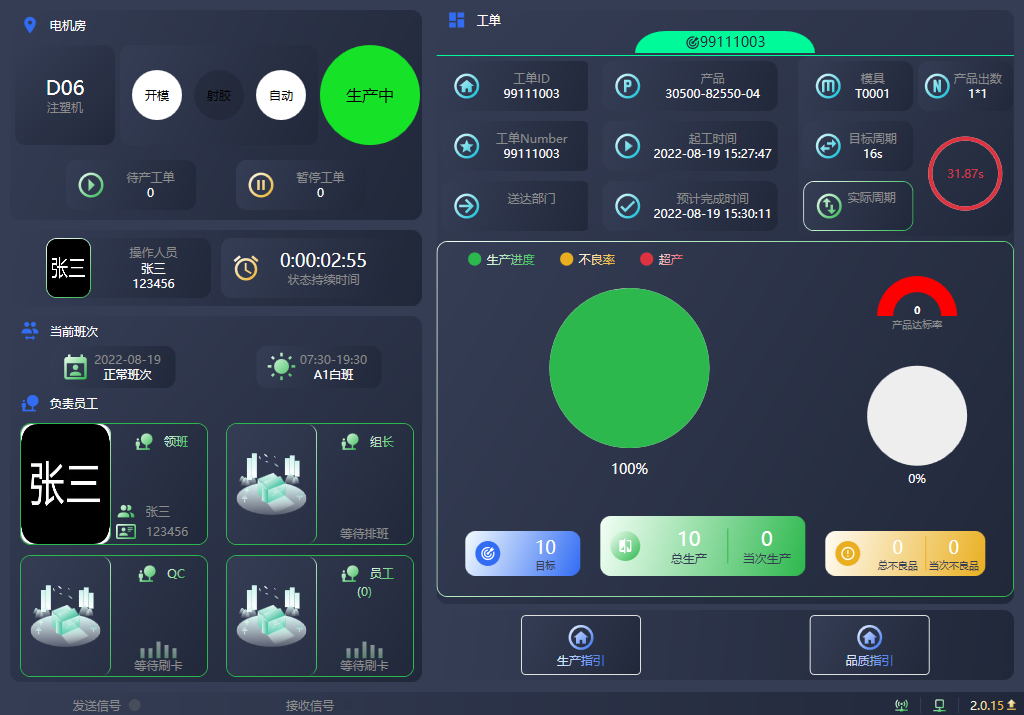 电机房
D06
注塑机
开模
射胶
自动
生产中
待产工单
0
暂停工单
0
张三
操作人员
张三
123456
0:00:02:55
状态持续时间
当前班次
2022-08-19
正常班次
07:30-19:30
A1白班
负责员工
张三
领班
张三
123456
组长
等待排班
QC
等待刷卡
员工
(0)
等待刷卡
发送信号
接收信号
工单
99111003
工单ID
99111003
产品
30500-82550-04
模具
T0001
产品出数
1*1
工单Number
99111003
起工时间
2022-08-19 15:27:47
目标周期
16s
31.87s
送达部门
预计完成时间
2022-08-19 15:30:11
实际周期
生产进度
不良率
超产
100%
0
产品达标率
0%
10
目标
10
总生产
0
当次生产
0
总不良品
0
当次不良品
生产指引
品质指引
2.0.15